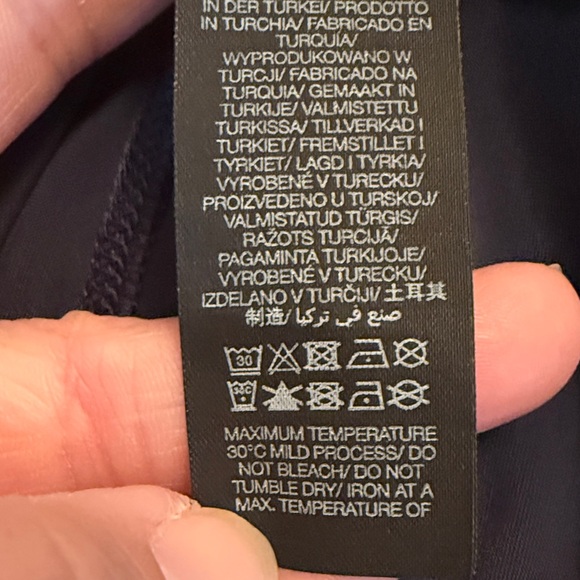 IN DER TÜRKEI/ PRODOTTO
IN TURCHIA/ FABRICADO EN
TURQUÍA/
WYPRODUKOWANO W
TURCJI/ FABRICADO NA
TURQUIA/ GEMAAKT IN
TURKIJE/ VALMISTETTU
TURKISSA/ TILLVERKAD I
TURKIET/ FREMSTILLET I
TYRKIET/ LAGD I TYRKIA/
VYROBENÉ V TURECKU/
PROIZVEDENO U TURSKOJ/
VALMISTATUD TÜRGIS/
RAŽOTS TURCIJĀ/
PAGAMINTA TURKIJOJE/
VYROBENÉ V TURECKU/
IZDELANO V TURČIJI/ 土耳其
制造/ صنع في تركيا
30
30C
MAXIMUM TEMPERATURE
30°C MILD PROCESS/ DO
NOT BLEACH/ DO NOT
TUMBLE DRY/ IRON AT A
MAX. TEMPERATURE OF